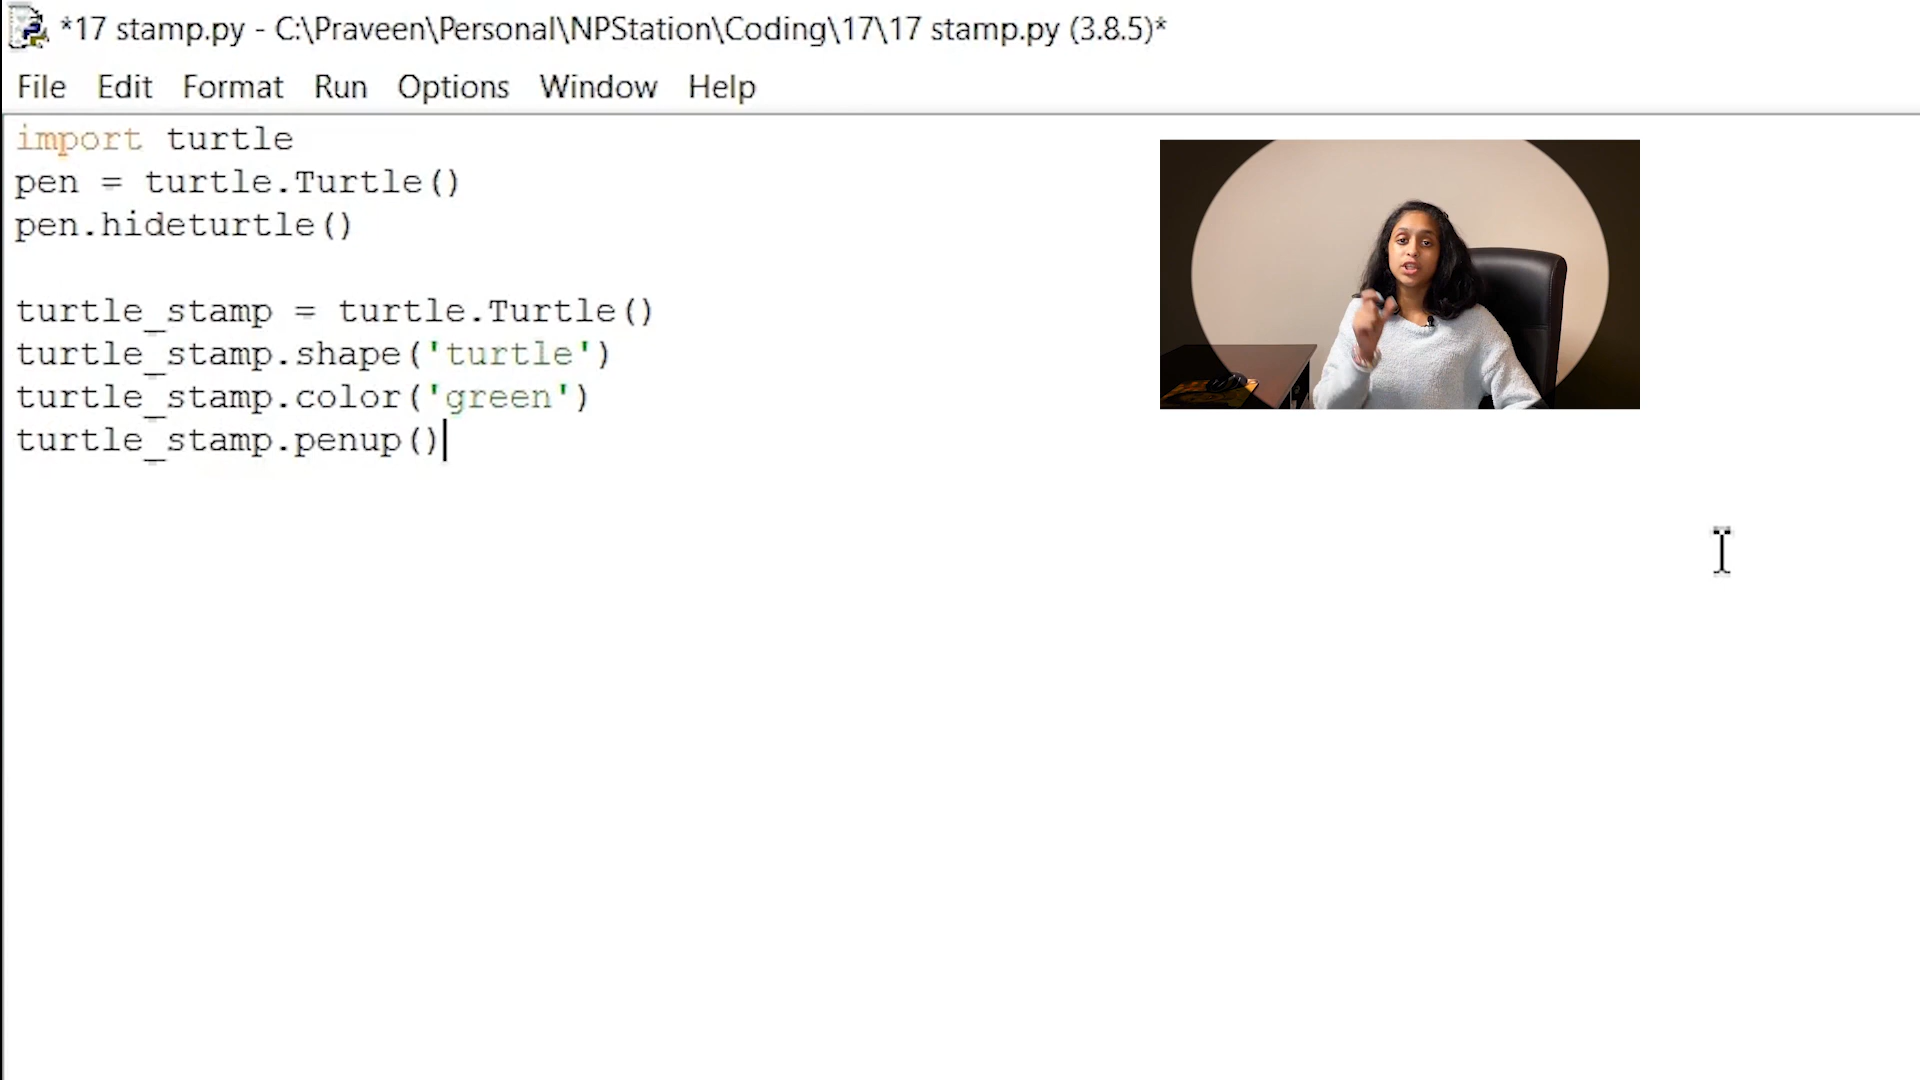 *17 stamp.py - C:\Praveen\Personal\NPStation\Coding\17\17 stamp.py (3.8.5)*
File Edit Format Run Options Window Help
import turtle
pen = turtle.Turtle()
pen.hideturtle()
turtle_stamp = turtle.Turtle()
turtle_stamp.shape('turtle')
turtle_stamp.color('green')
turtle_stamp.penup()